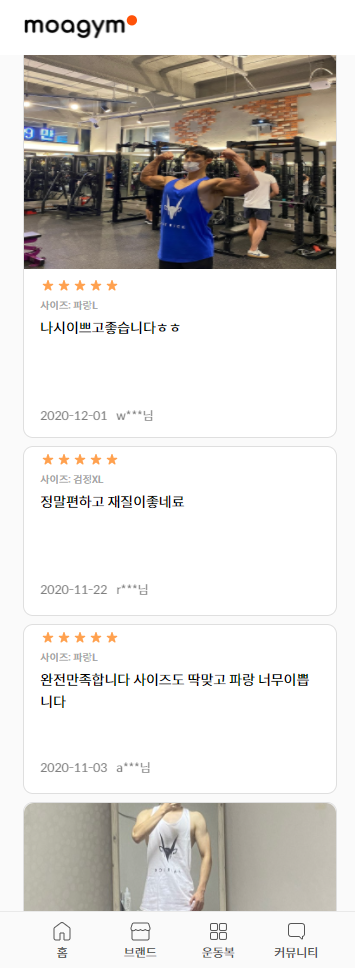 moagym
사이즈: 파랑L
나시이쁘고좋습니다ㅎㅎ
2020-12-01 w***님
사이즈: 검정XL
정말편하고 재질이좋네료
2020-11-22 r***님
사이즈: 파랑L
완전만족합니다 사이즈도 딱맞고 파랑 너무이쁩
니다
2020-11-03 a***님
홈 브랜드 운동복 커뮤니티